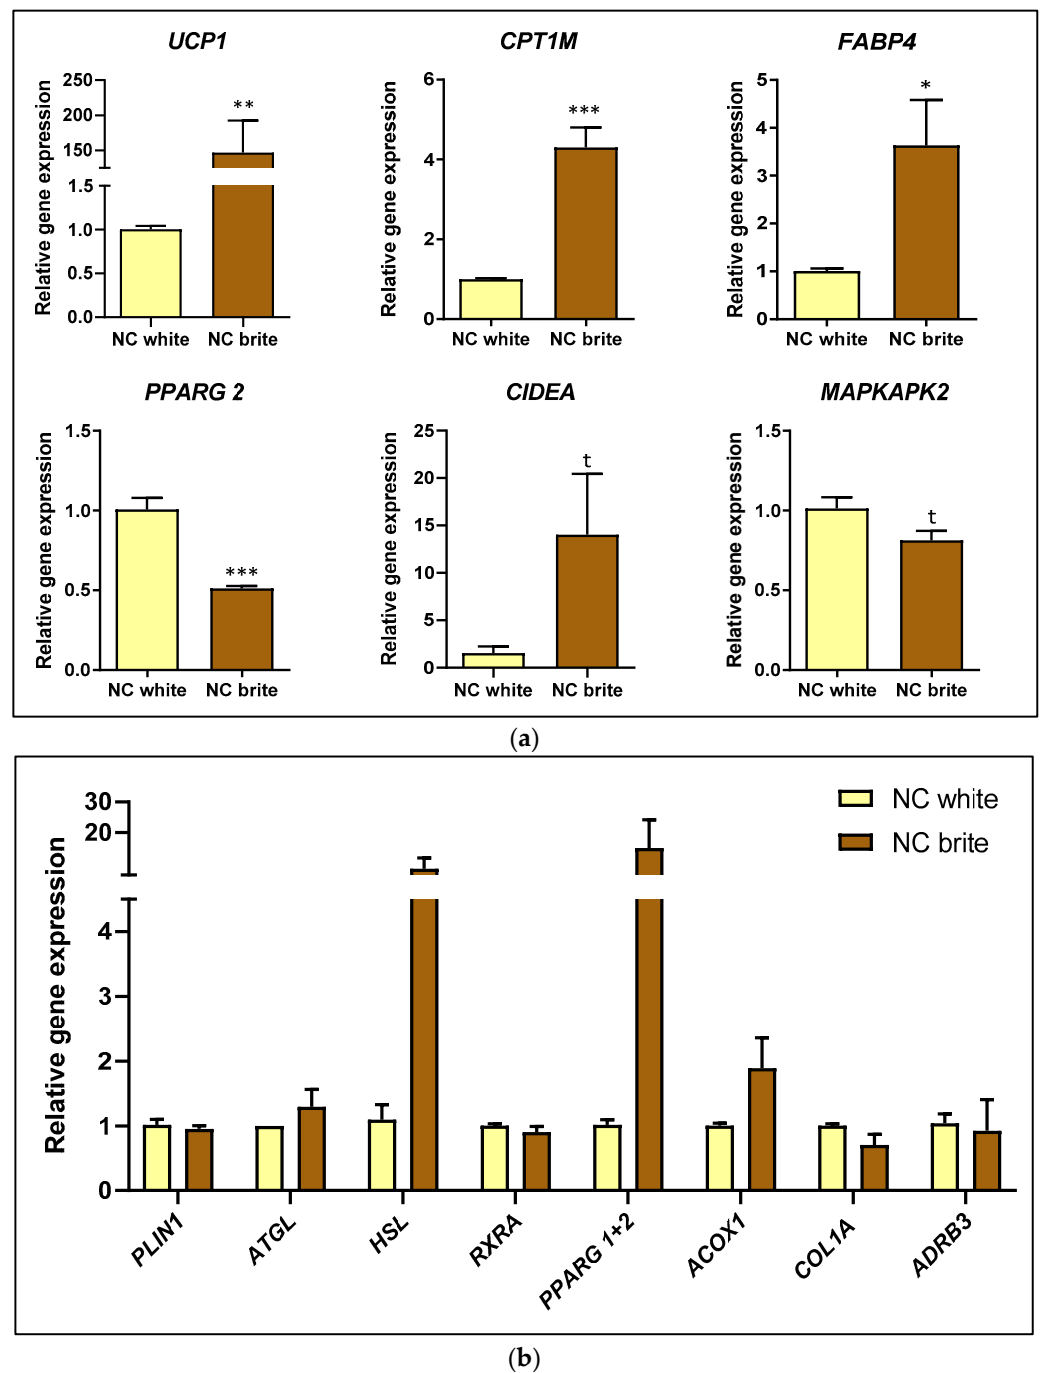 UCP1
CPT1M
FABP4
Relative gene expression
250
200
150
1.5
1.0
0.5
0.0
**
NC white
NC brite
Relative gene expression
6
4
2
0
***
NC white
NC brite
Relative gene expression
5
4
3
2
1
0
*
NC white
NC brite
PPARG 2
CIDEA
MAPKAPK2
Relative gene expression
1.5
1.0
0.5
0.0
***
NC white
NC brite
Relative gene expression
25
20
15
10
5
0
t
NC white
NC brite
Relative gene expression
1.5
1.0
0.5
0.0
t
NC white
NC brite
(a)
Relative gene expression
30
20
4
3
2
1
0
NC white
NC brite
PLIN1
ATGL
HSL
RXRA
PPARG 1+2
ACOX1
COL1A
ADRB3
(b)